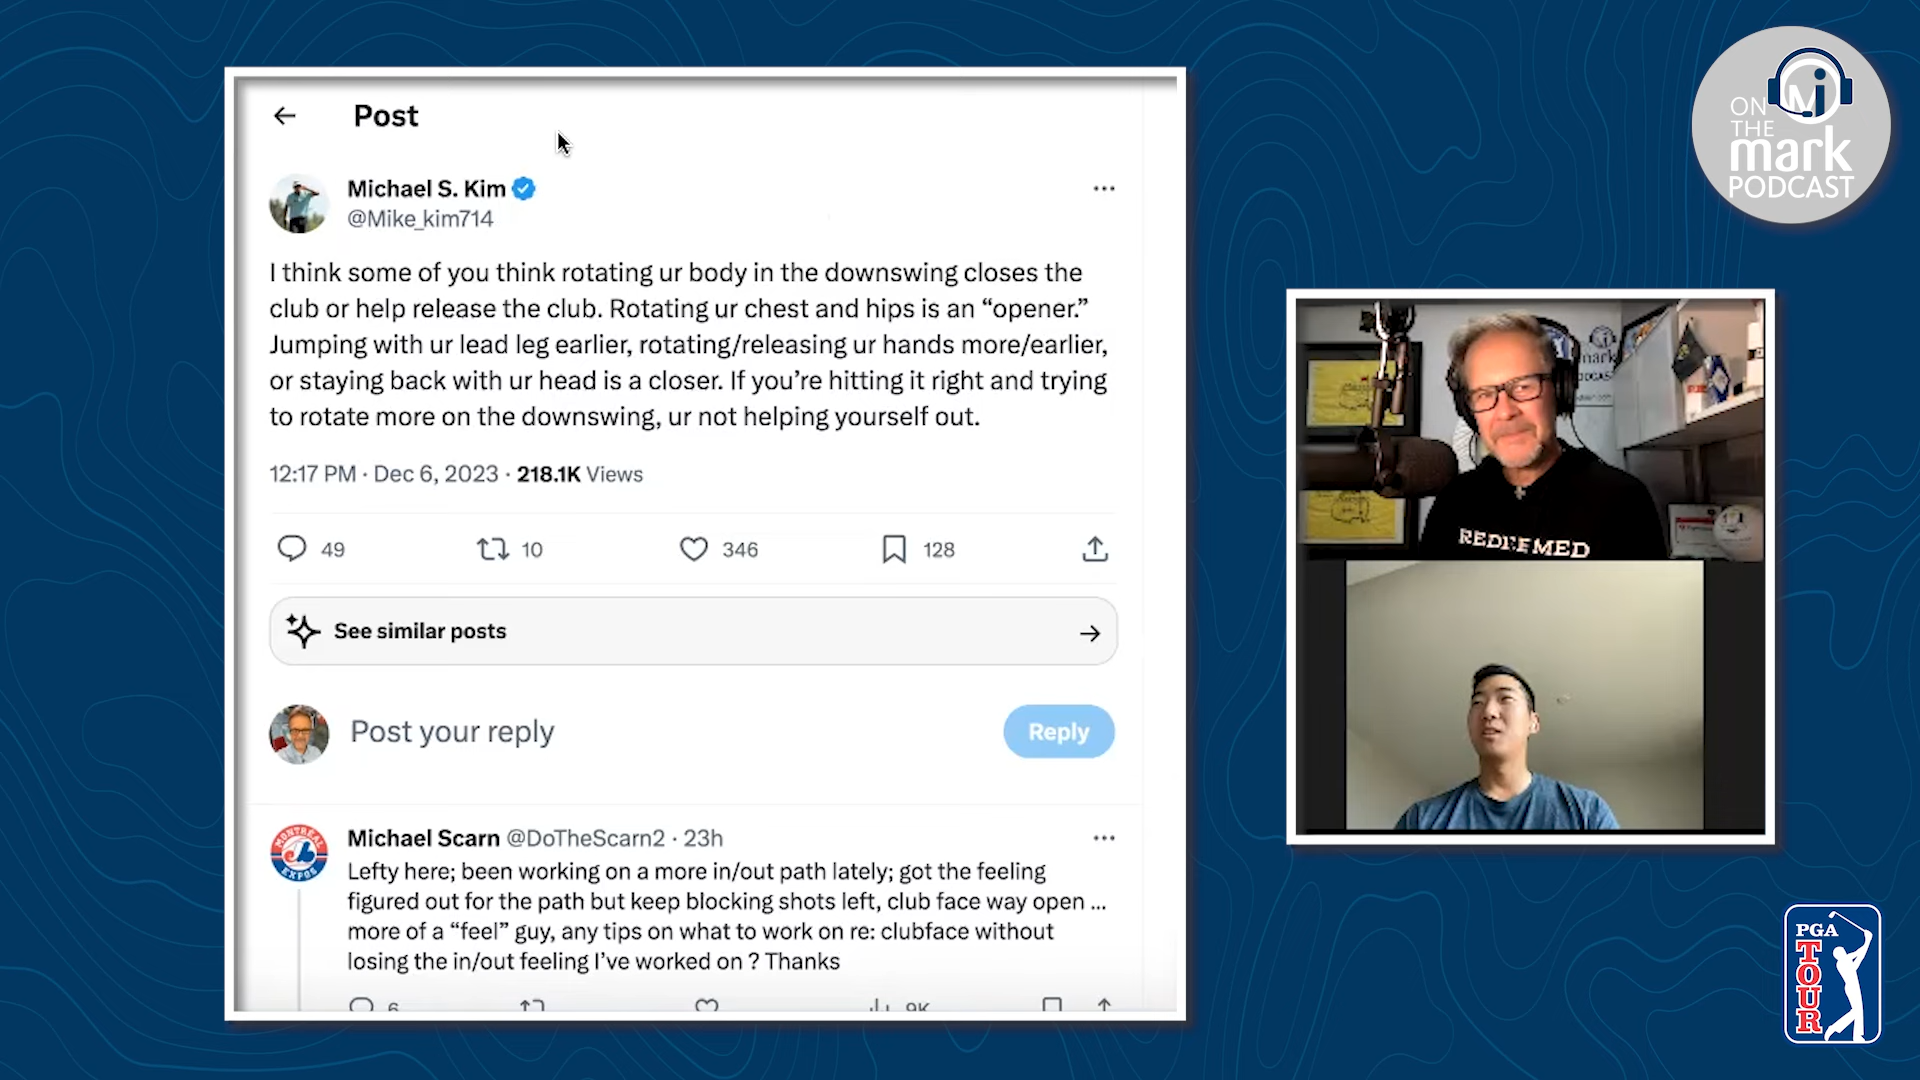 Post
Michael S. Kim
@Mike_kim714
I think some of you think rotating ur body in the downswing closes the
club or help release the club. Rotating ur chest and hips is an “opener.”
Jumping with ur lead leg earlier, rotating/releasing ur hands more/earlier,
or staying back with ur head is a closer. If you’re hitting it right and trying
to rotate more on the downswing, ur not helping yourself out.
12:17 PM · Dec 6, 2023 · 218.1K Views
49 10 346 128
See similar posts
Post your reply
Reply
MONTREAL
EXPOS
Michael Scarn @DoTheScarn2 · 23h
Lefty here; been working on a more in/out path lately; got the feeling
figured out for the path but keep blocking shots left, club face way open ...
more of a “feel” guy, any tips on what to work on re: clubface without
losing the in/out feeling I’ve worked on ? Thanks
6 9K
ON
THE
mark
PODCAST
mark
REDEEMED
PGA
TOUR